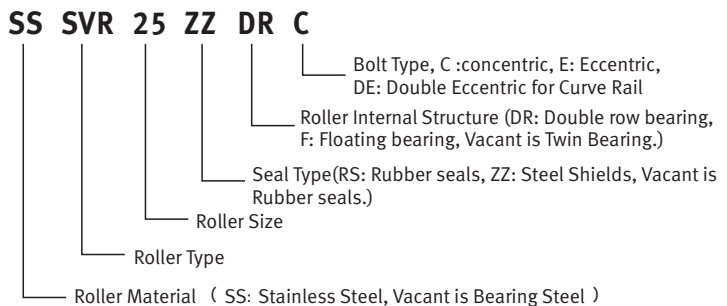 SS SVR 25 ZZ DR C
Bolt Type, C :concentric, E: Eccentric,
DE: Double Eccentric for Curve Rail
Roller Internal Structure (DR: Double row bearing,
F: Floating bearing, Vacant is Twin Bearing.)
Seal Type(RS: Rubber seals, ZZ: Steel Shields, Vacant is
Rubber seals.)
Roller Size
Roller Type
Roller Material （ SS: Stainless Steel, Vacant is Bearing Steel ）